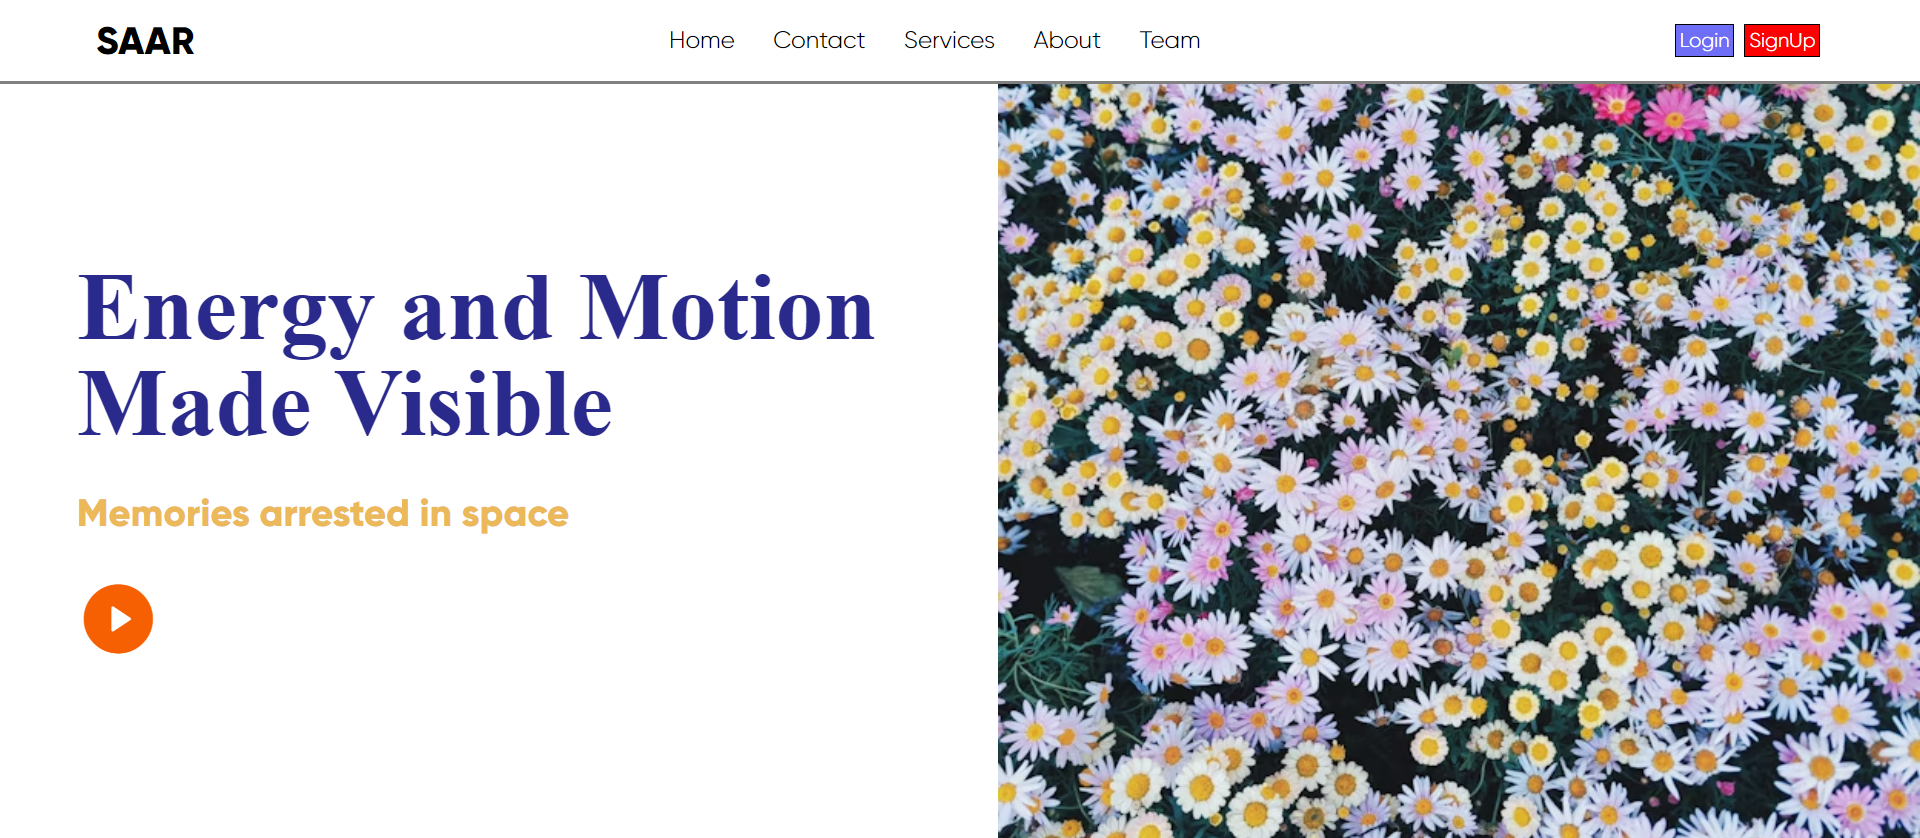 SAAR
Home Contact Services About Team
Login SignUp
Energy and Motion
Made Visible
Memories arrested in space